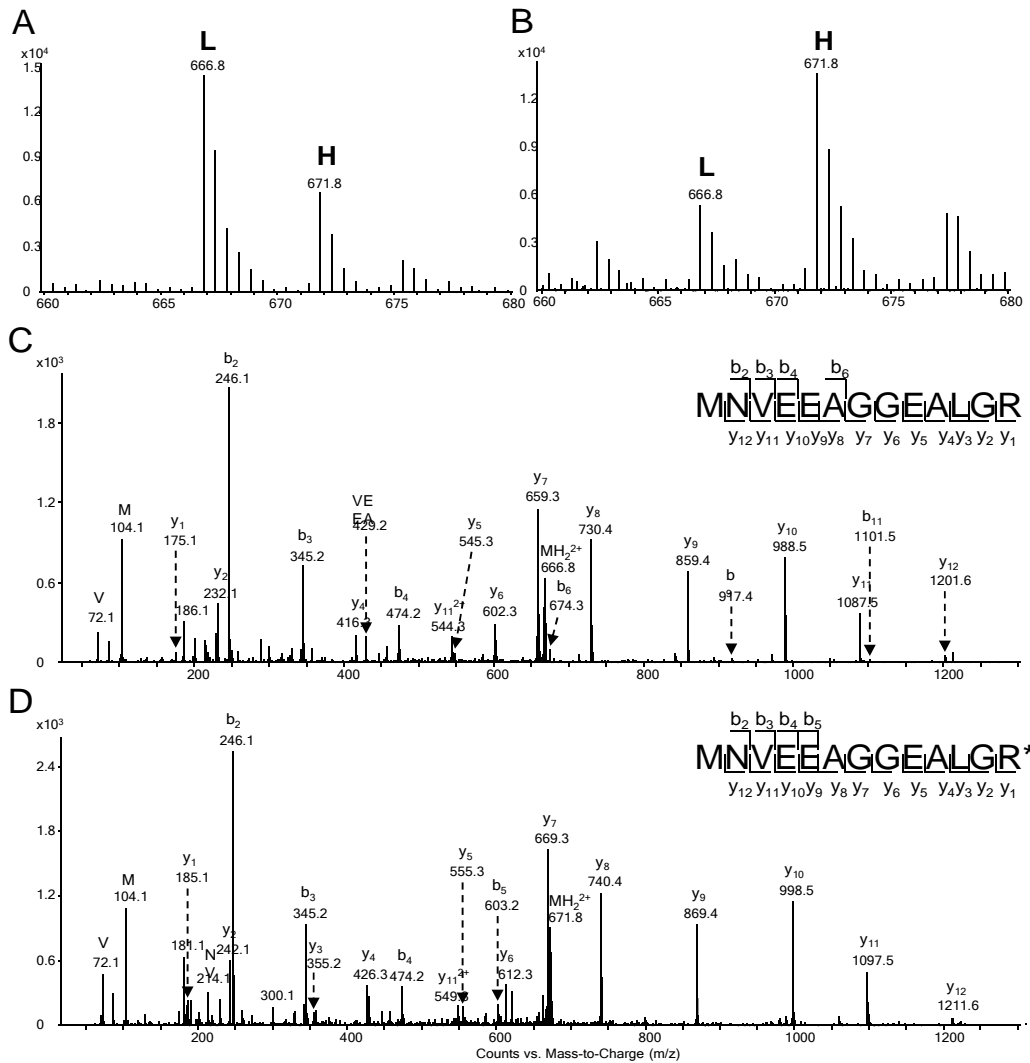 A
x10⁴
1.5
1.2
0.9
0.6
0.3
0
L
666.8
H
671.8
660
665
670
675
680
B
x10⁴
1.2
0.9
0.6
0.3
0
H
671.8
L
666.8
660
665
670
675
680
C
x10³
1.8
1.2
0.6
0
b₂ b₃ b₄ b₆
MNVEEAGGEALGR
y₁₂ y₁₁ y₁₀ y₉ y₈ y₇ y₆ y₅ y₄ y₃ y₂ y₁
V
72.1
M
104.1
y₁
175.1
186.1
y₂
232.1
b₂
246.1
b₃
345.2
y₄
VE
EA
429.2
b₄
474.2
y₁₁²⁺
544.3
y₅
545.3
y₆
602.3
y₇
659.3
MH₂²⁺
666.8
b₆
674.3
y₈
730.4
y₉
859.4
b
917.4
y₁₀
988.5
y₁₁
1087.5
b₁₁
1101.5
y₁₂
1201.6
200
400
600
800
1000
1200
D
x10³
2.4
1.8
1.2
0.6
0
b₂ b₃ b₄ b₅
MNVEEAGGEALGR*
y₁₂ y₁₁ y₁₀ y₉ y₈ y₇ y₆ y₅ y₄ y₃ y₂ y₁
V
72.1
M
104.1
y₁
185.1
N
V
214.1
y₂
242.1
b₂
246.1
300.1
b₃
345.2
y₃
355.2
y₄
426.3
b₄
474.2
y₁₁²⁺
y₅
555.3
b₅
603.2
y₆
612.3
y₇
669.3
MH₂²⁺
671.8
y₈
740.4
y₉
869.4
y₁₀
998.5
y₁₁
1097.5
y₁₂
1211.6
200
400
600
800
1000
1200
Counts vs. Mass-to-Charge (m/z)